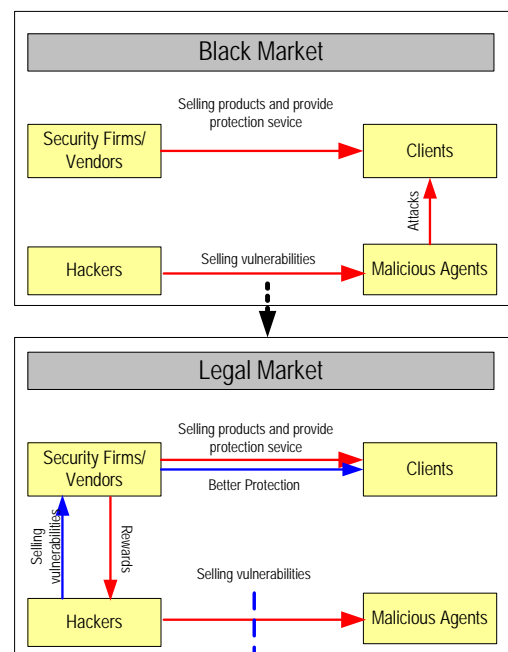 Black Market
Selling products and provide
protection sevice
Security Firms/
Vendors
Clients
Attacks
Hackers
Selling vulnerabilities
Malicious Agents
Legal Market
Selling products and provide
protection sevice
Security Firms/
Vendors
Better Protection
Clients
Selling
vulnerabilities
Rewards
Selling vulnerabilities
Hackers
Malicious Agents